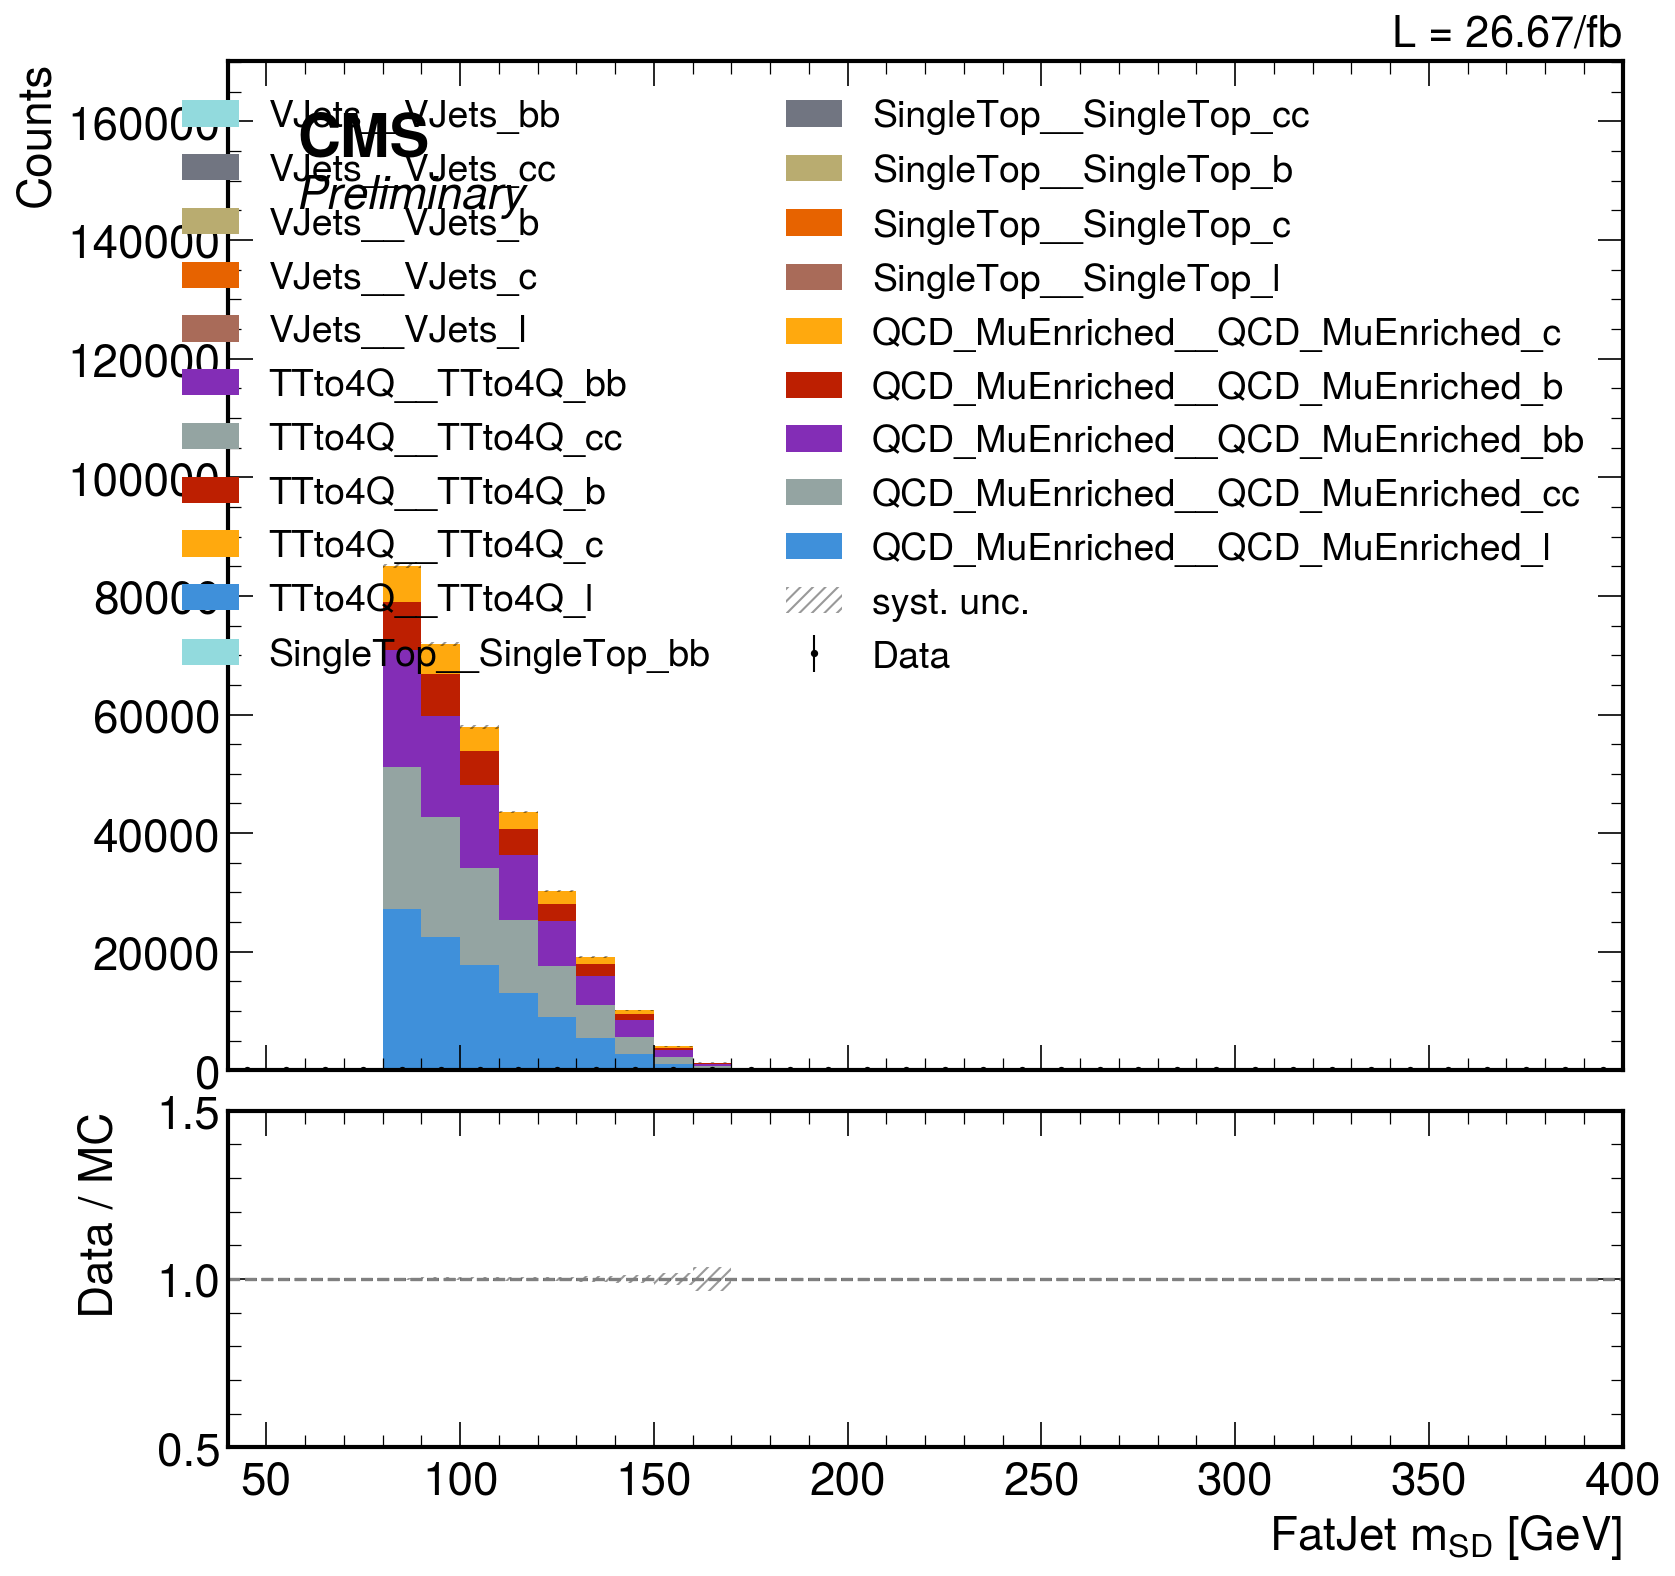 L = 26.67/fb
Counts
CMS
Preliminary
VJets__VJets_bb
VJets__VJets_cc
VJets__VJets_b
VJets__VJets_c
VJets__VJets_l
TTto4Q__TTto4Q_bb
TTto4Q__TTto4Q_cc
TTto4Q__TTto4Q_b
TTto4Q__TTto4Q_c
TTto4Q__TTto4Q_l
SingleTop__SingleTop_bb
SingleTop__SingleTop_cc
SingleTop__SingleTop_b
SingleTop__SingleTop_c
SingleTop__SingleTop_l
QCD_MuEnriched__QCD_MuEnriched_c
QCD_MuEnriched__QCD_MuEnriched_b
QCD_MuEnriched__QCD_MuEnriched_bb
QCD_MuEnriched__QCD_MuEnriched_cc
QCD_MuEnriched__QCD_MuEnriched_l
syst. unc.
Data
160000
140000
120000
100000
80000
60000
40000
20000
0
Data / MC
1.5
1.0
0.5
50 100 150 200 250 300 350 400
FatJet m_SD [GeV]